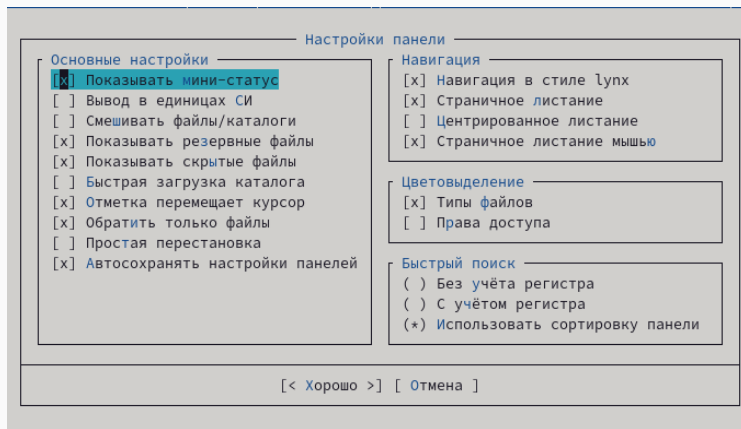 Настройки панели
Основные настройки
[x] Показывать мини-статус
[ ] Вывод в единицах СИ
[ ] Смешивать файлы/каталоги
[x] Показывать резервные файлы
[x] Показывать скрытые файлы
[ ] Быстрая загрузка каталога
[x] Отметка перемещает курсор
[x] Обратить только файлы
[ ] Простая перестановка
[x] Автосохранять настройки панелей
Навигация
[x] Навигация в стиле lynx
[x] Страничное листание
[ ] Центрированное листание
[x] Страничное листание мышью
Цветовыделение
[x] Типы файлов
[ ] Права доступа
Быстрый поиск
( ) Без учёта регистра
( ) С учётом регистра
(*) Использовать сортировку панели
[< Хорошо >] [ Отмена ]